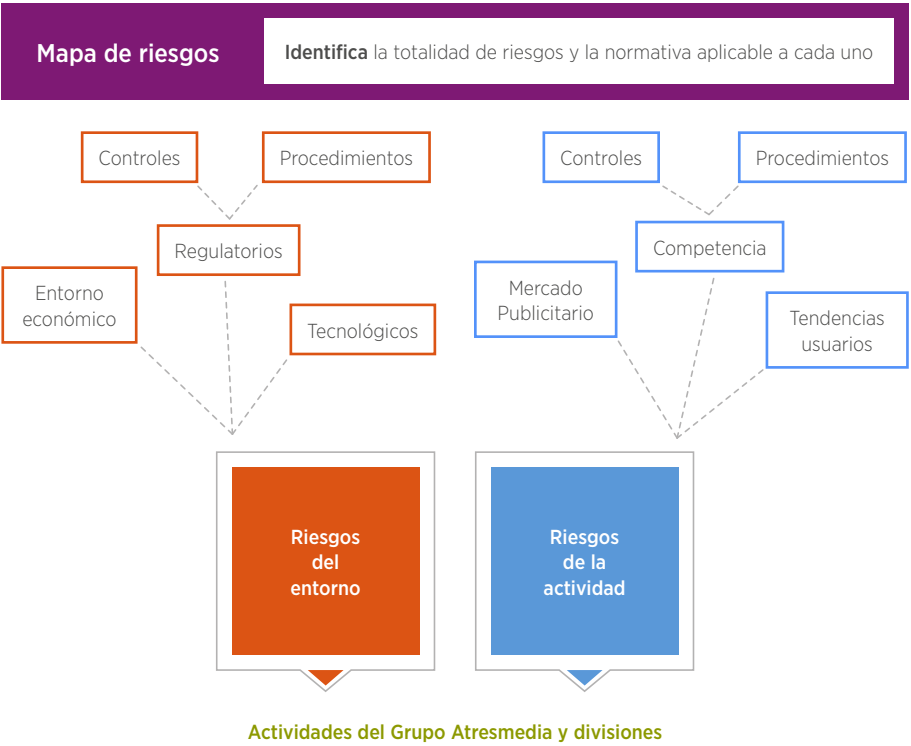 Mapa de riesgos
Identifica la totalidad de riesgos y la normativa aplicable a cada uno
Controles
Procedimientos
Regulatorios
Entorno
económico
Tecnológicos
Controles
Procedimientos
Competencia
Mercado
Publicitario
Tendencias
usuarios
Riesgos
del
entorno
Riesgos
de la
actividad
Actividades del Grupo Atresmedia y divisiones